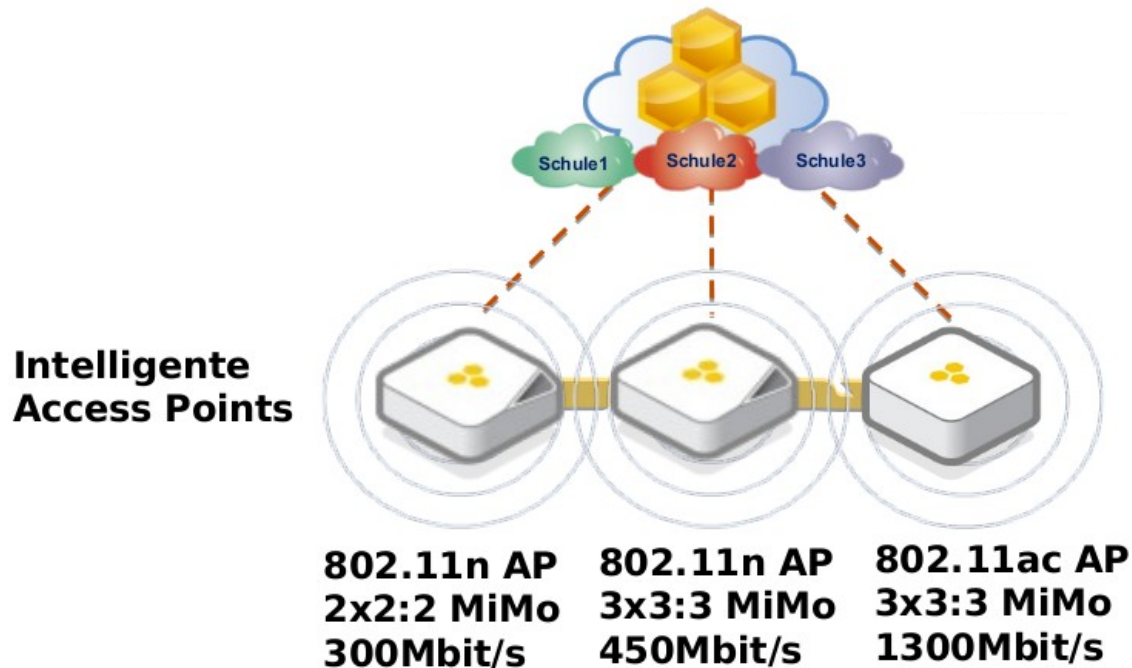 Schule1
Schule2
Schule3
Intelligente
Access Points
802.11n AP
2x2:2 MiMo
300Mbit/s
802.11n AP
3x3:3 MiMo
450Mbit/s
802.11ac AP
3x3:3 MiMo
1300Mbit/s